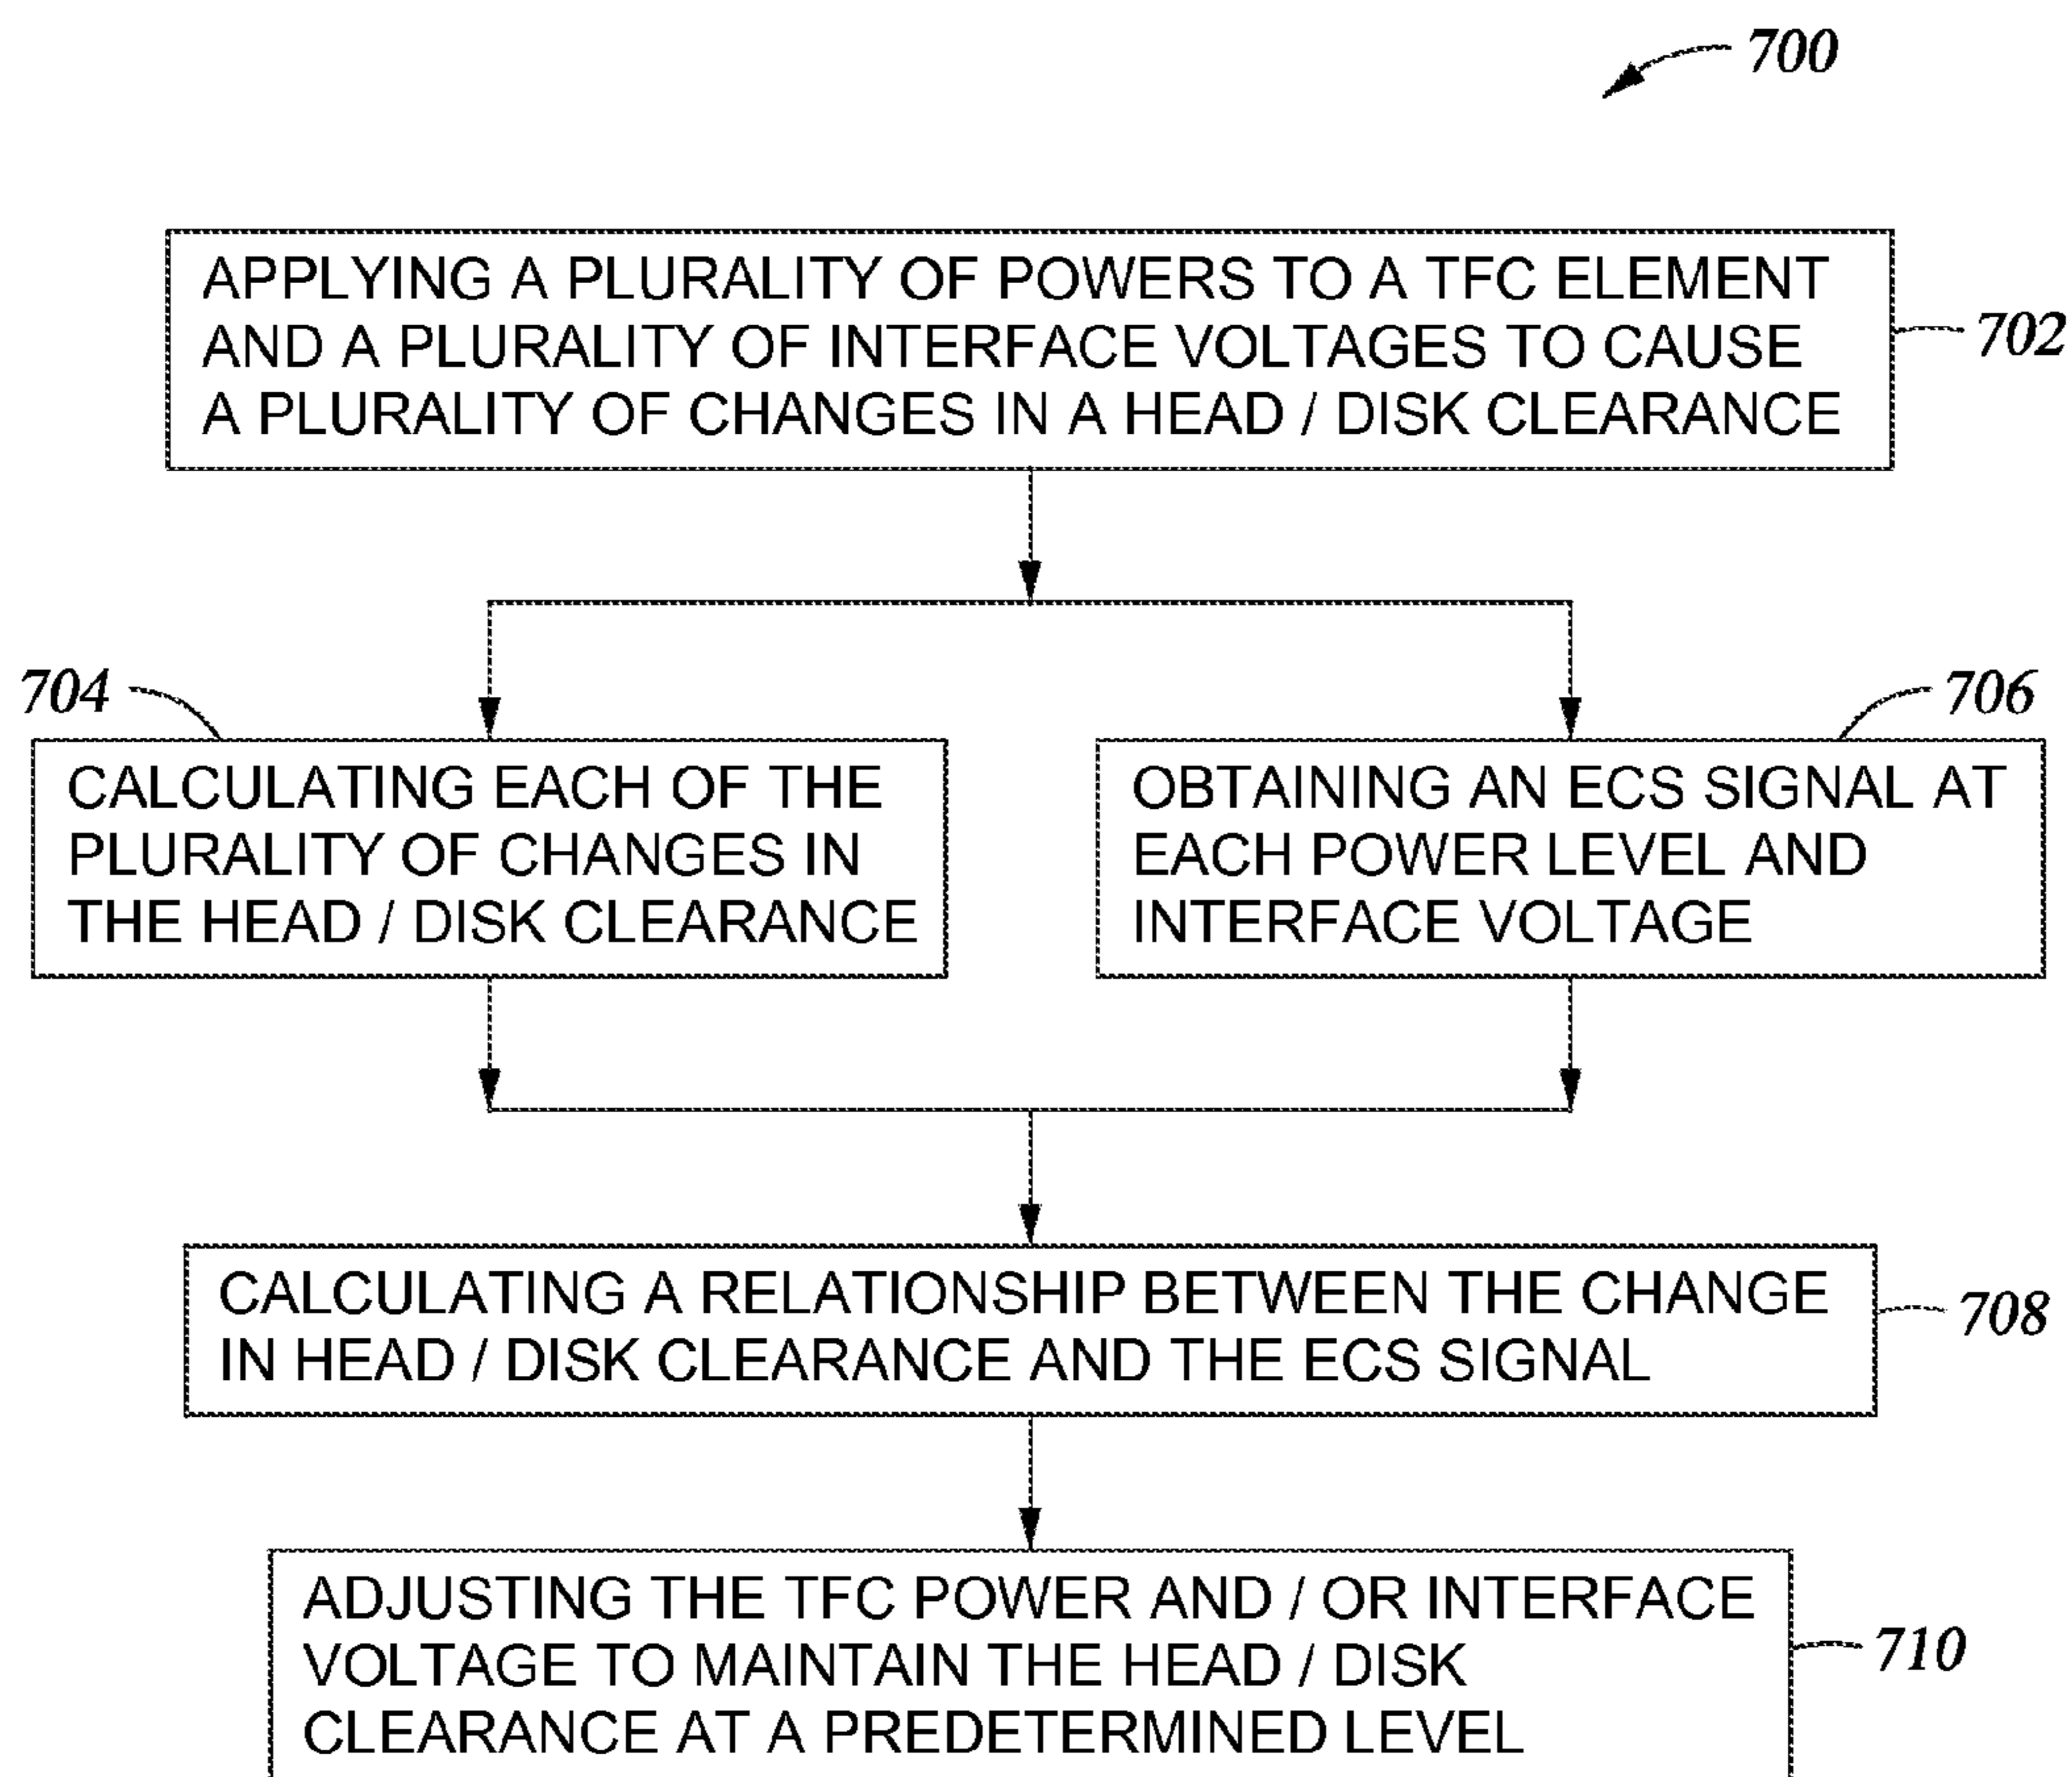 700
APPLYING A PLURALITY OF POWERS TO A TFC ELEMENT
AND A PLURALITY OF INTERFACE VOLTAGES TO CAUSE
A PLURALITY OF CHANGES IN A HEAD / DISK CLEARANCE
702
704
CALCULATING EACH OF THE
PLURALITY OF CHANGES IN
THE HEAD / DISK CLEARANCE
706
OBTAINING AN ECS SIGNAL AT
EACH POWER LEVEL AND
INTERFACE VOLTAGE
CALCULATING A RELATIONSHIP BETWEEN THE CHANGE
IN HEAD / DISK CLEARANCE AND THE ECS SIGNAL
708
ADJUSTING THE TFC POWER AND / OR INTERFACE
VOLTAGE TO MAINTAIN THE HEAD / DISK
CLEARANCE AT A PREDETERMINED LEVEL
710